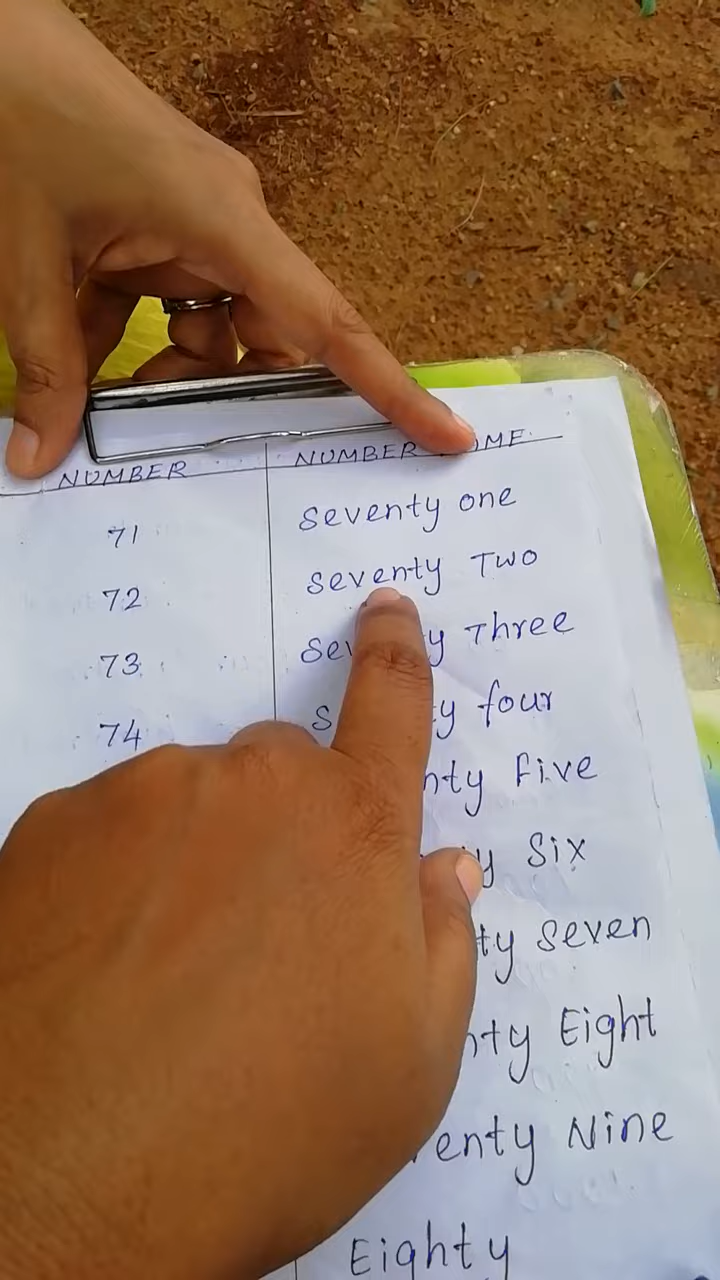 NUMBER NUMBER
71 seventy one
72 seventy Two
73 Three
74 four
Five
Six
Seven
Eight
Nine
Eighty